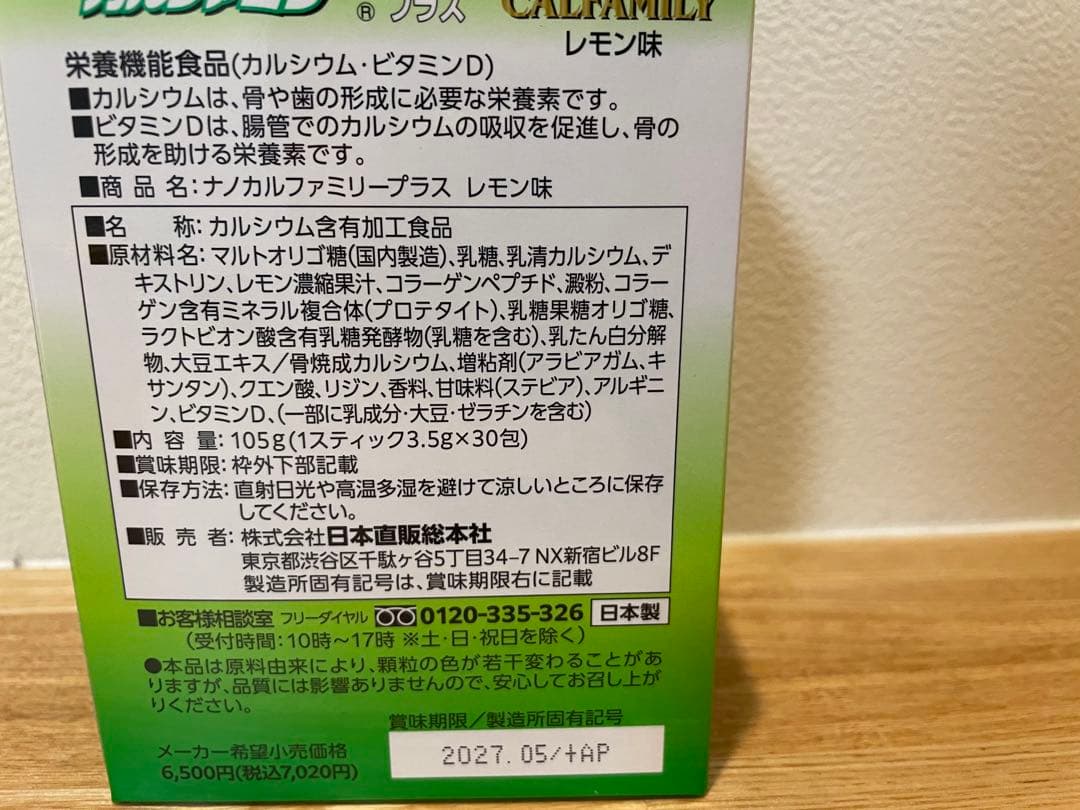 ® プラス CALFAMILY
レモン味
栄養機能食品(カルシウム・ビタミンD)
■カルシウムは、骨や歯の形成に必要な栄養素です。
■ビタミンDは、腸管でのカルシウムの吸収を促進し、骨の
形成を助ける栄養素です。
■商品名：ナノカルファミリープラス レモン味
■名 称：カルシウム含有加工食品
■原材料名：マルトオリゴ糖(国内製造)、乳糖、乳清カルシウム、デ
キストリン、レモン濃縮果汁、コラーゲンペプチド、澱粉、コラー
ゲン含有ミネラル複合体(プロテタイト)、乳糖果糖オリゴ糖、
ラクトビオン酸含有乳糖発酵物(乳糖を含む)、乳たん白分解
物、大豆エキス／骨焼成カルシウム、増粘剤(アラビアガム、キ
サンタン)、クエン酸、リジン、香料、甘味料(ステビア)、アルギニ
ン、ビタミンD、(一部に乳成分・大豆・ゼラチンを含む)
■内容量：105g(1スティック3.5g×30包)
■賞味期限：枠外下部記載
■保存方法：直射日光や高温多湿を避けて涼しいところに保存
してください。
■販売者：株式会社日本直販総本社
東京都渋谷区千駄ヶ谷5丁目34-7 NX新宿ビル8F
製造所固有記号は、賞味期限右に記載
■お客様相談室 フリーダイヤル 0120-335-326 日本製
(受付時間：10時～17時 ※土・日・祝日を除く)
●本品は原料由来により、顆粒の色が若干変わることがあ
りますが、品質には影響ありませんので、安心してお召し上が
りください。
賞味期限／製造所固有記号
2027.05/+AP
メーカー希望小売価格
6,500円(税込7,020円)